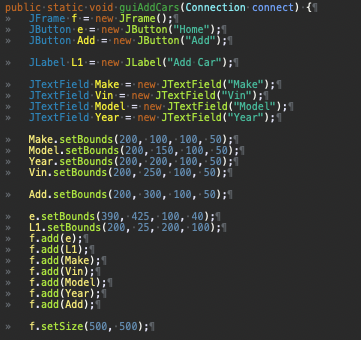 public static void guiAddCars(Connection connect) {
JFrame f = new JFrame();
JButton e = new JButton("Home");
JButton Add = new JButton("Add");
JLabel L1 = new JLabel("Add Car");
JTextField Make = new JTextField("Make");
JTextField Vin = new JTextField("Vin");
JTextField Model = new JTextField("Model");
JTextField Year = new JTextField("Year");
Make.setBounds(200, 100, 100, 50);
Model.setBounds(200, 150, 100, 50);
Year.setBounds(200, 200, 100, 50);
Vin.setBounds(200, 250, 100, 50);
Add.setBounds(200, 300, 100, 50);
e.setBounds(390, 425, 100, 40);
L1.setBounds(200, 25, 200, 100);
f.add(e);
f.add(L1);
f.add(Make);
f.add(Vin);
f.add(Model);
f.add(Year);
f.add(Add);
f.setSize(500, 500);